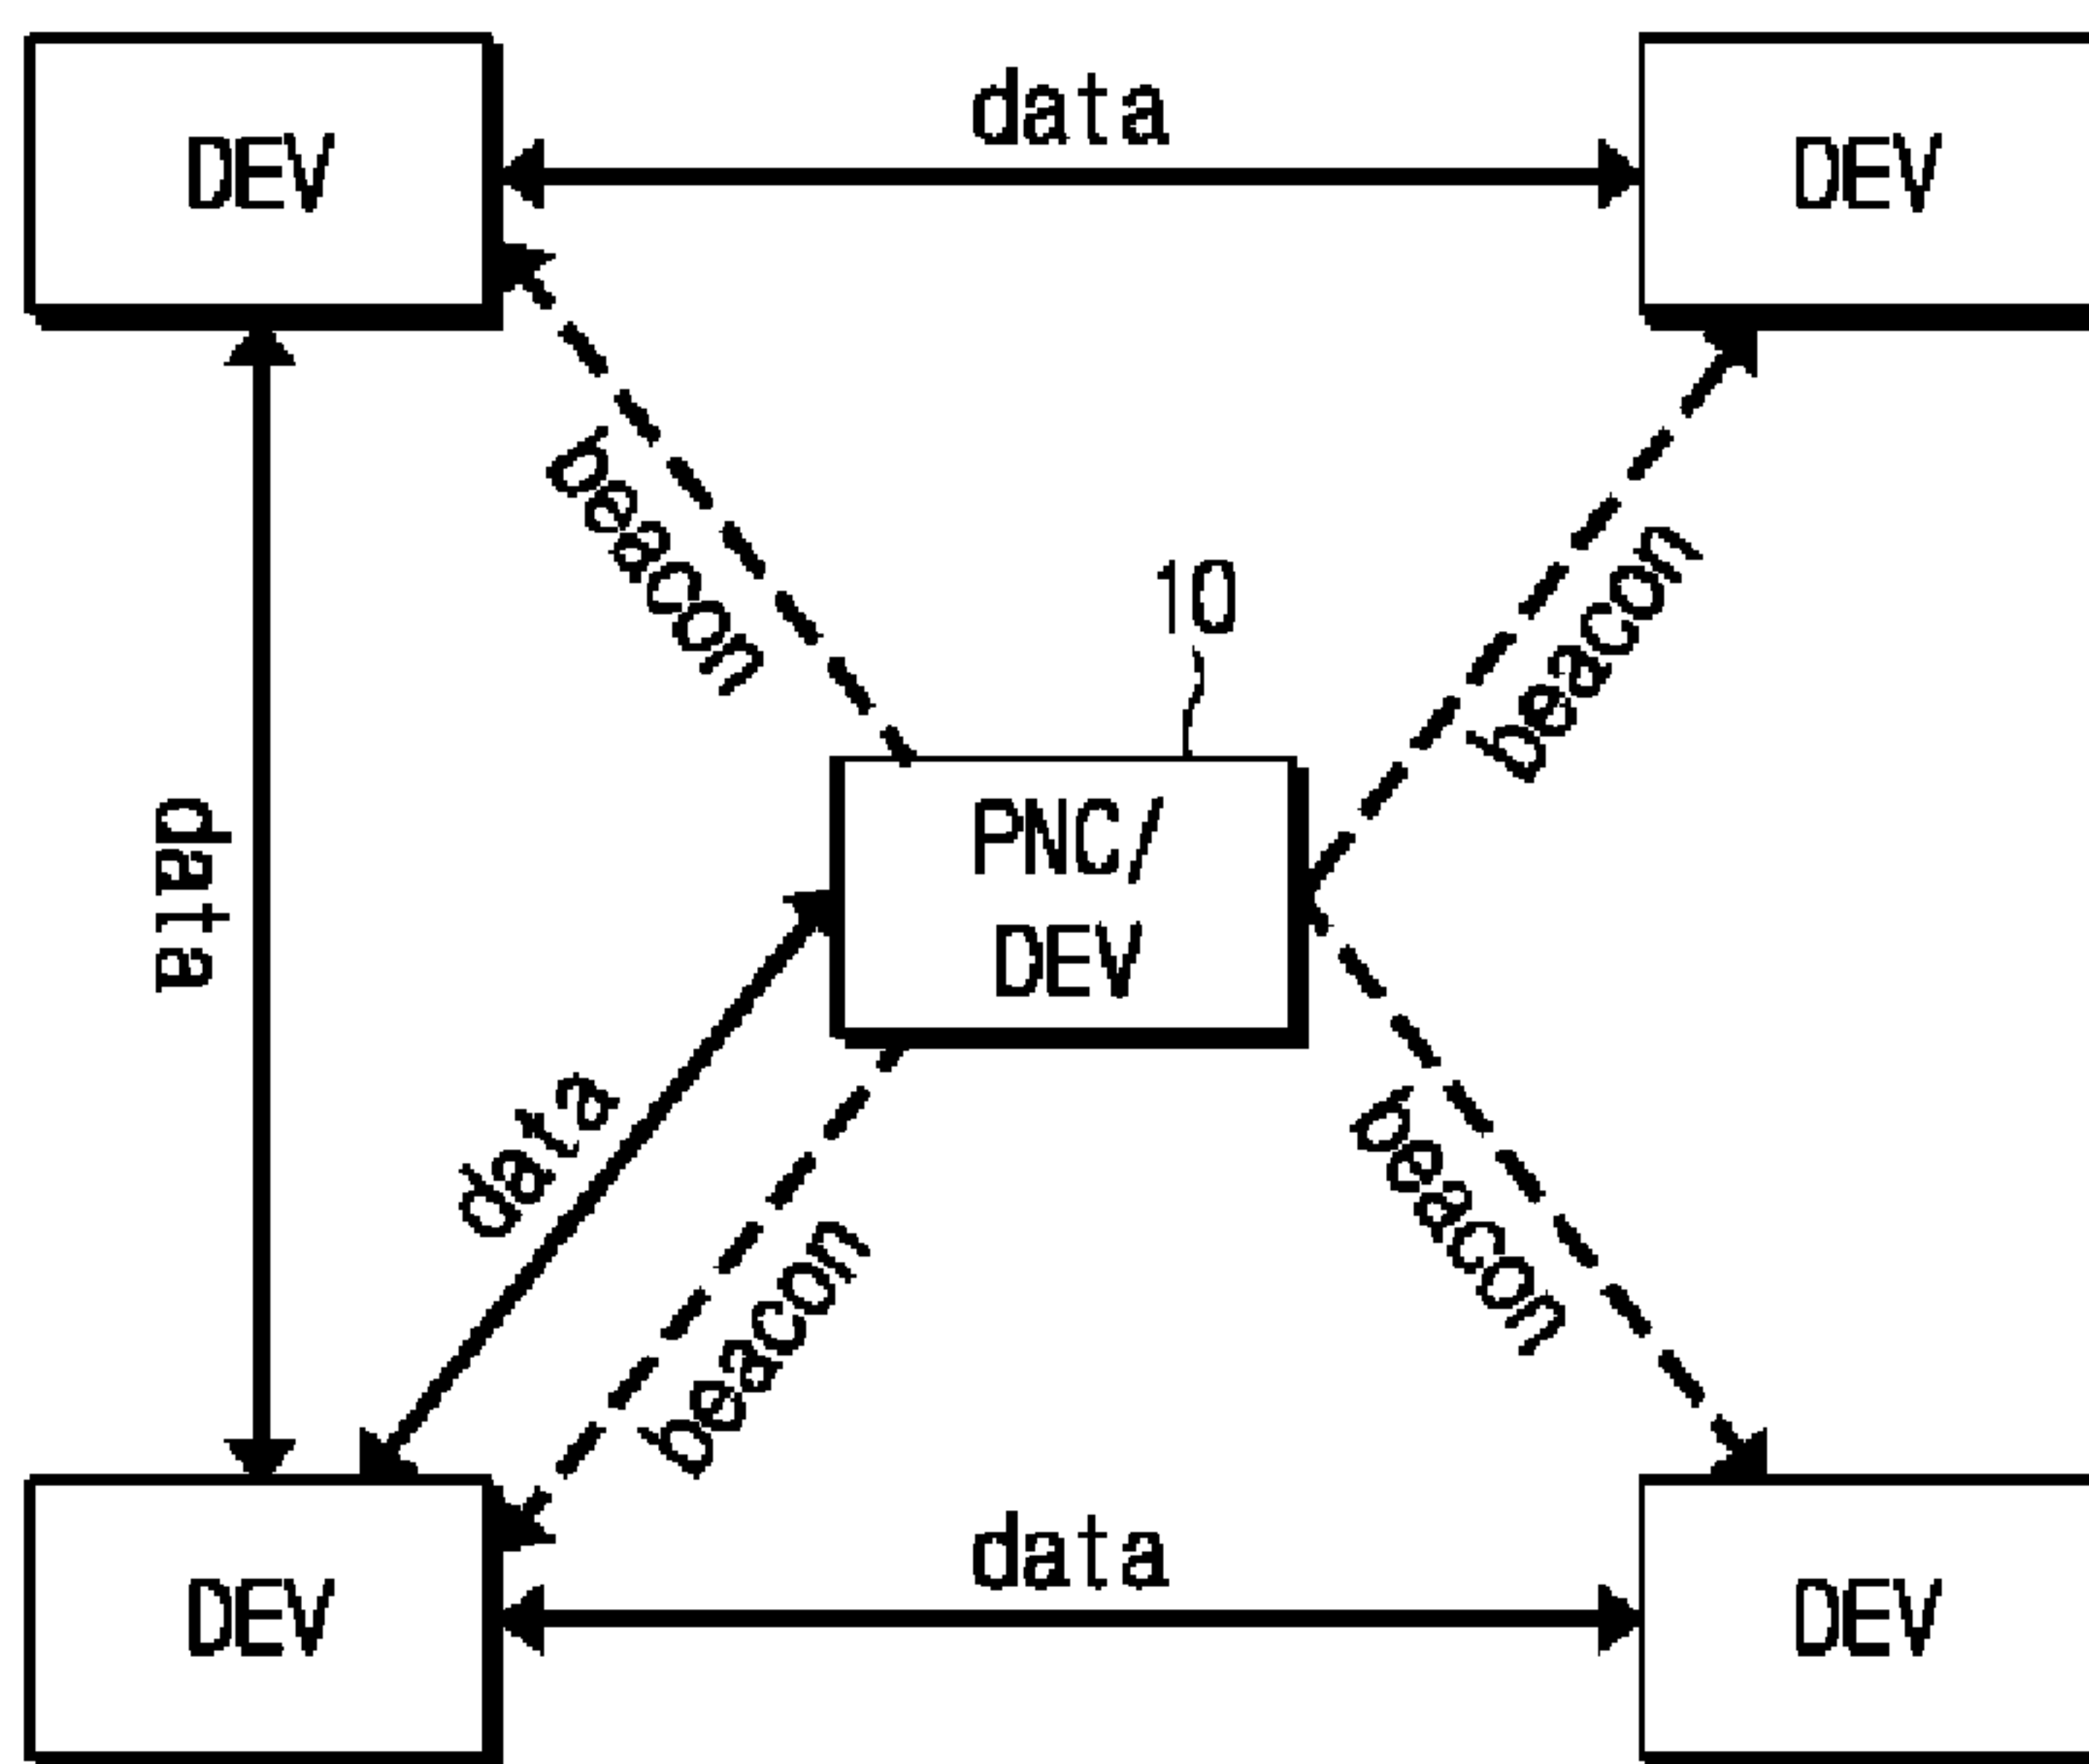 data
DEV
DEV
beacon
beacon
10
PNC/
DEV
data
data
beacon
beacon
data
DEV
DEV